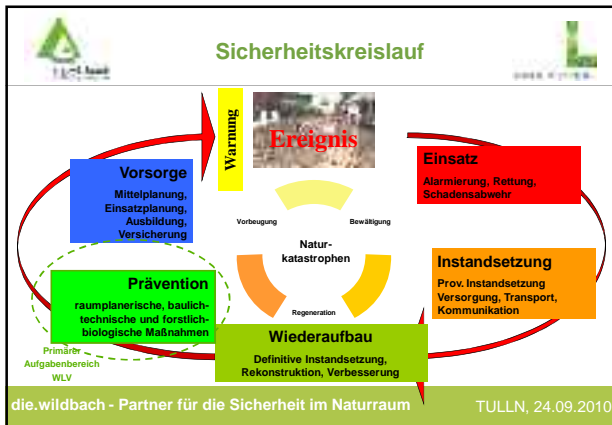 Sicherheitskreislauf
Warnung
Ereignis
Vorsorge
Mittelplanung,
Einsatzplanung,
Ausbildung,
Versicherung
Einsatz
Alarmierung, Rettung,
Schadensabwehr
Vorbeugung
Bewältigung
Natur-
katastrophen
Regeneration
Prävention
raumplanerische, baulich-
technische und forstlich-
biologische Maßnahmen
Primärer
Aufgabenbereich
WLV
Instandsetzung
Prov. Instandsetzung
Versorgung, Transport,
Kommunikation
Wiederaufbau
Definitive Instandsetzung,
Rekonstruktion, Verbesserung
die.wildbach - Partner für die Sicherheit im Naturraum
TULLN, 24.09.2010